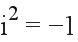 i² = -1